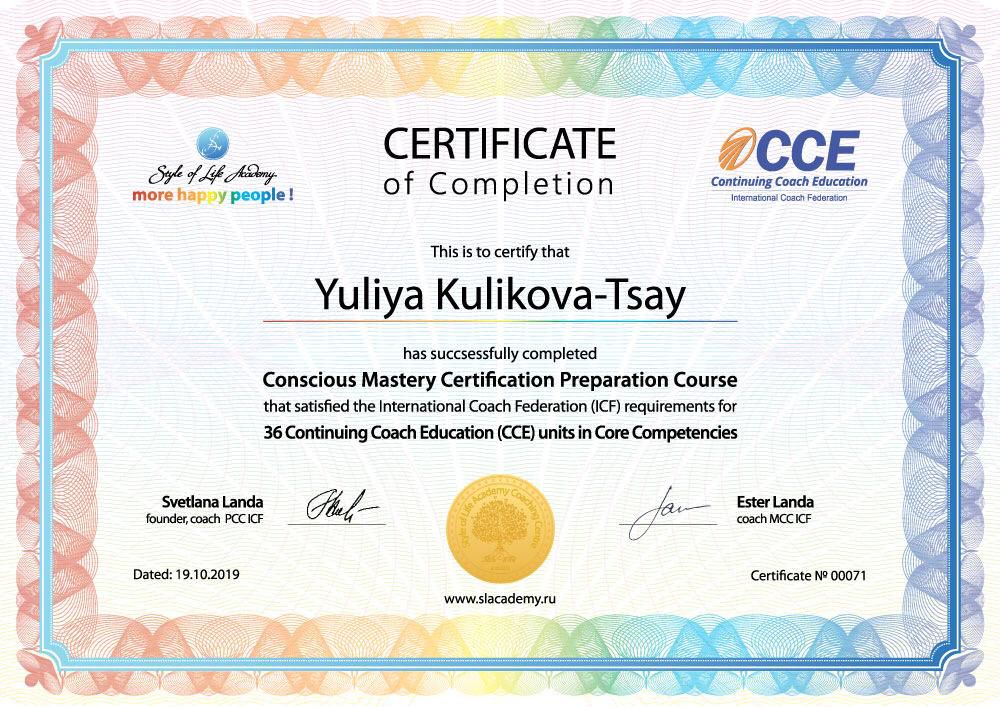 Style of Life Academy
more happy people !
CERTIFICATE
of Completion
CCE
Continuing Coach Education
International Coach Federation
This is to certify that
Yuliya Kulikova-Tsay
has succsessfully completed
Conscious Mastery Certification Preparation Course
that satisfied the International Coach Federation (ICF) requirements for
36 Continuing Coach Education (CCE) units in Core Competencies
Svetlana Landa
founder, coach PCC ICF
Style of Life Academy Coaching
Ester Landa
coach MCC ICF
Dated: 19.10.2019
Certificate № 00071
www.slacademy.ru